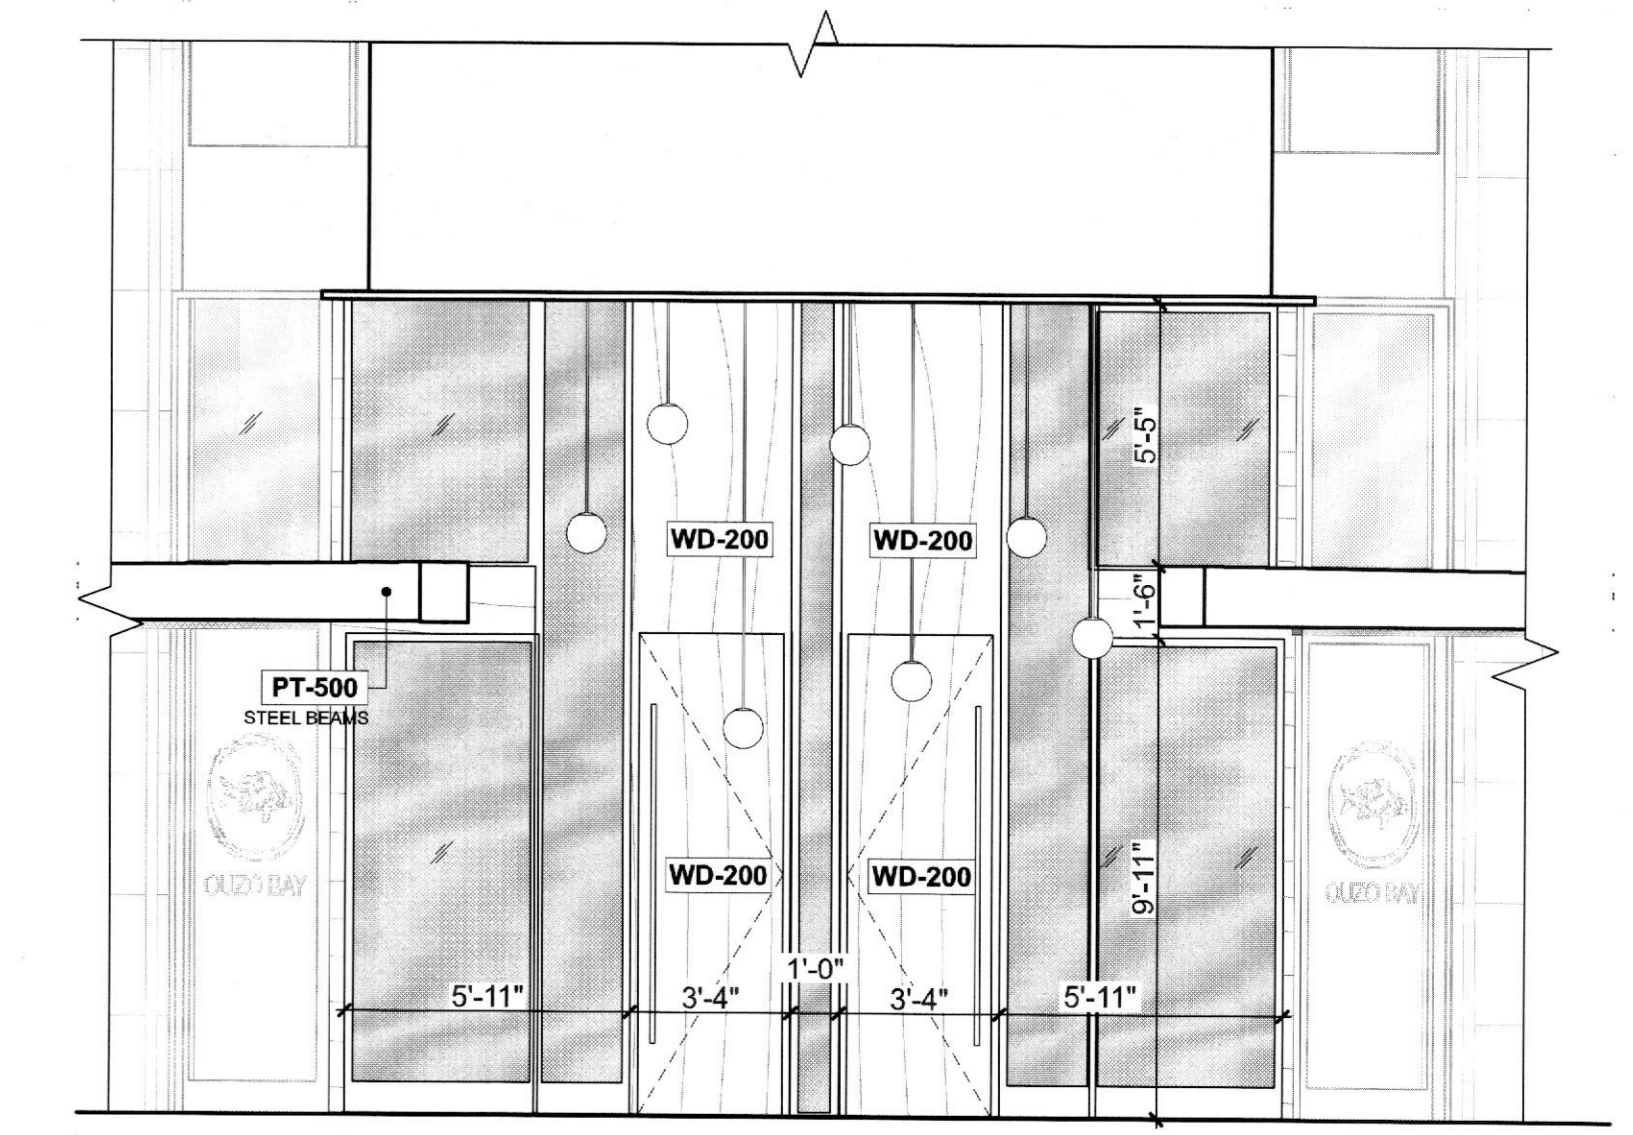 5'-5"
WD-200
WD-200
1'-6"
PT-500
STEEL BEAMS
OUZO BAY
OUZO BAY
WD-200
WD-200
9'-11"
1'-0"
5'-11"
3'-4"
3'-4"
5'-11"